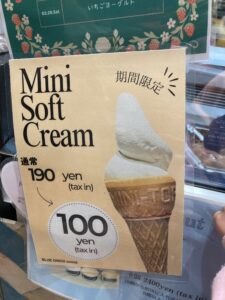 いちごヨーグルト
Mini
Soft
Cream
期間限定
通常
190 yen
(tax in)
100
yen
(tax in)